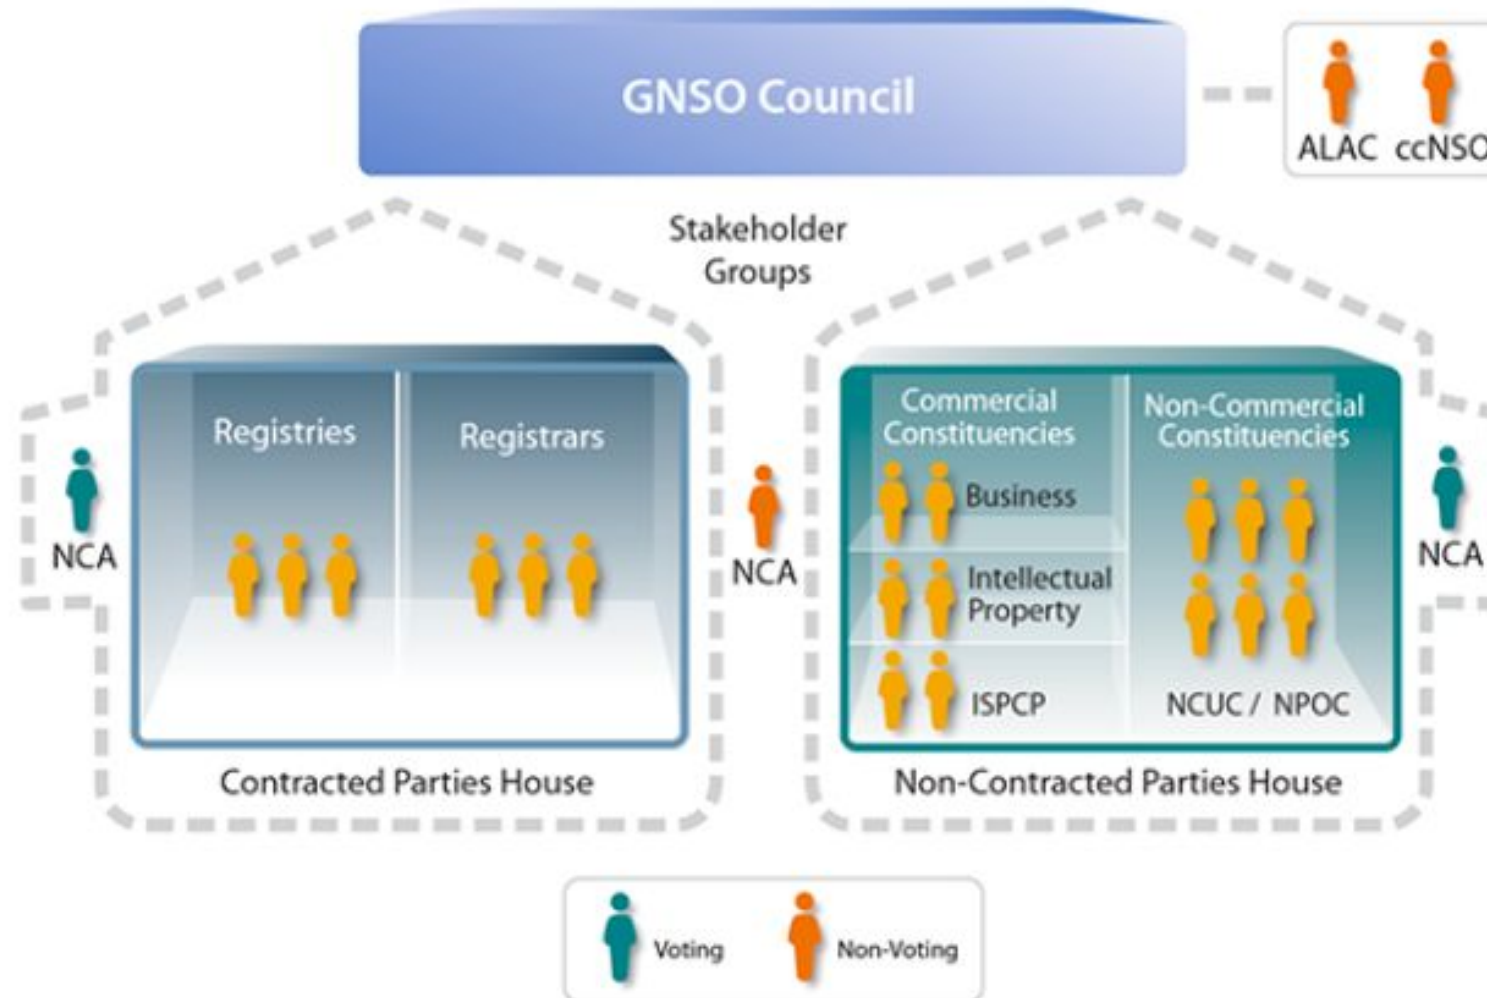 GNSO Council
ALAC ccNSO
Stakeholder
Groups
Registries
Registrars
NCA
Contracted Parties House
NCA
Commercial
Constituencies
Business
Intellectual
Property
ISPCP
Non-Commercial
Constituencies
NCUC / NPOC
NCA
Non-Contracted Parties House
Voting
Non-Voting